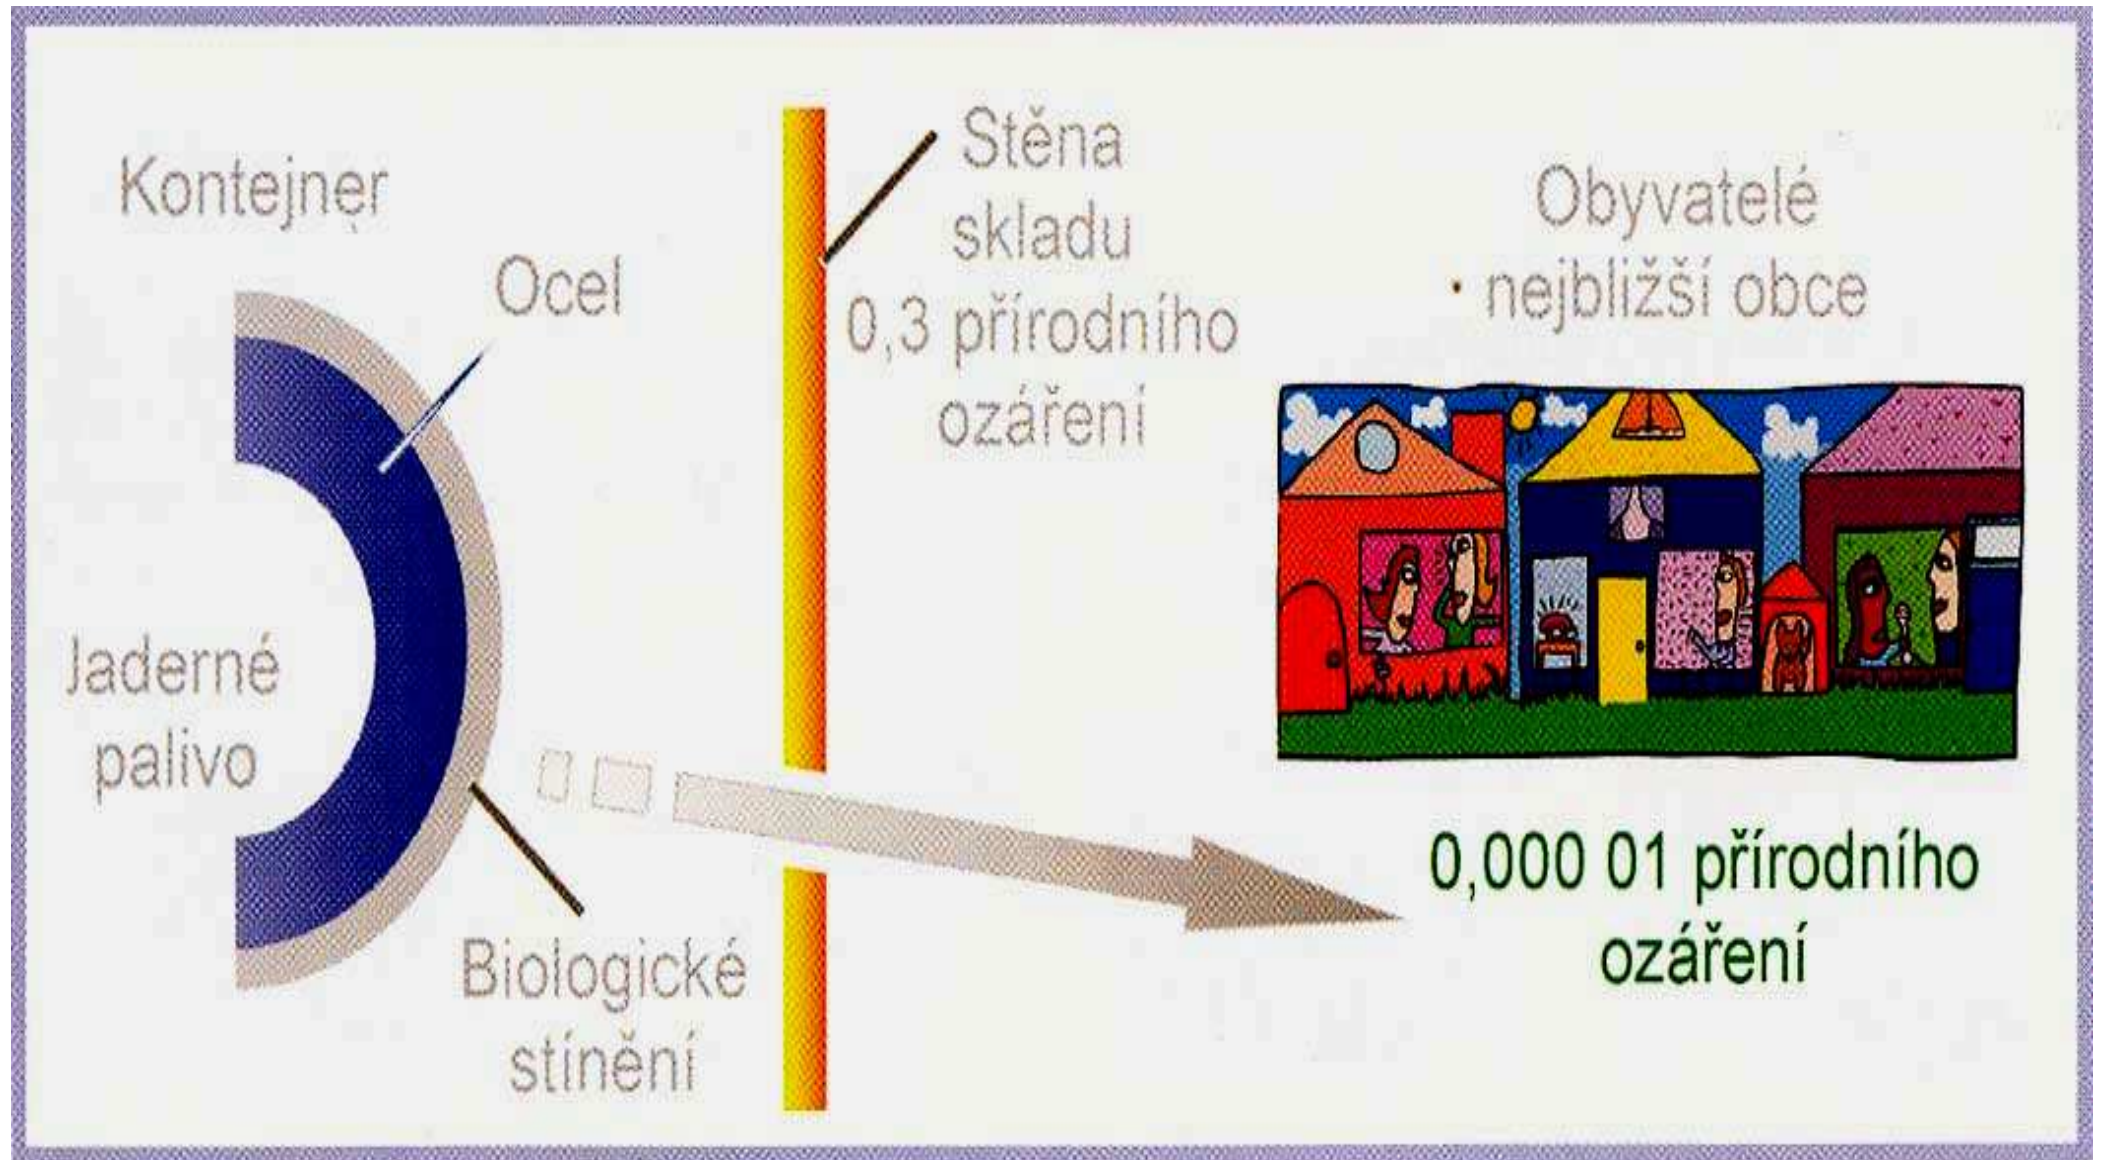 Kontejner
Ocel
Jaderné
palivo
Biologické
stínění
Stěna
skladu
0,3 přírodního
ozáření
Obyvatelé
nejbližší obce
0,000 01 přírodního
ozáření